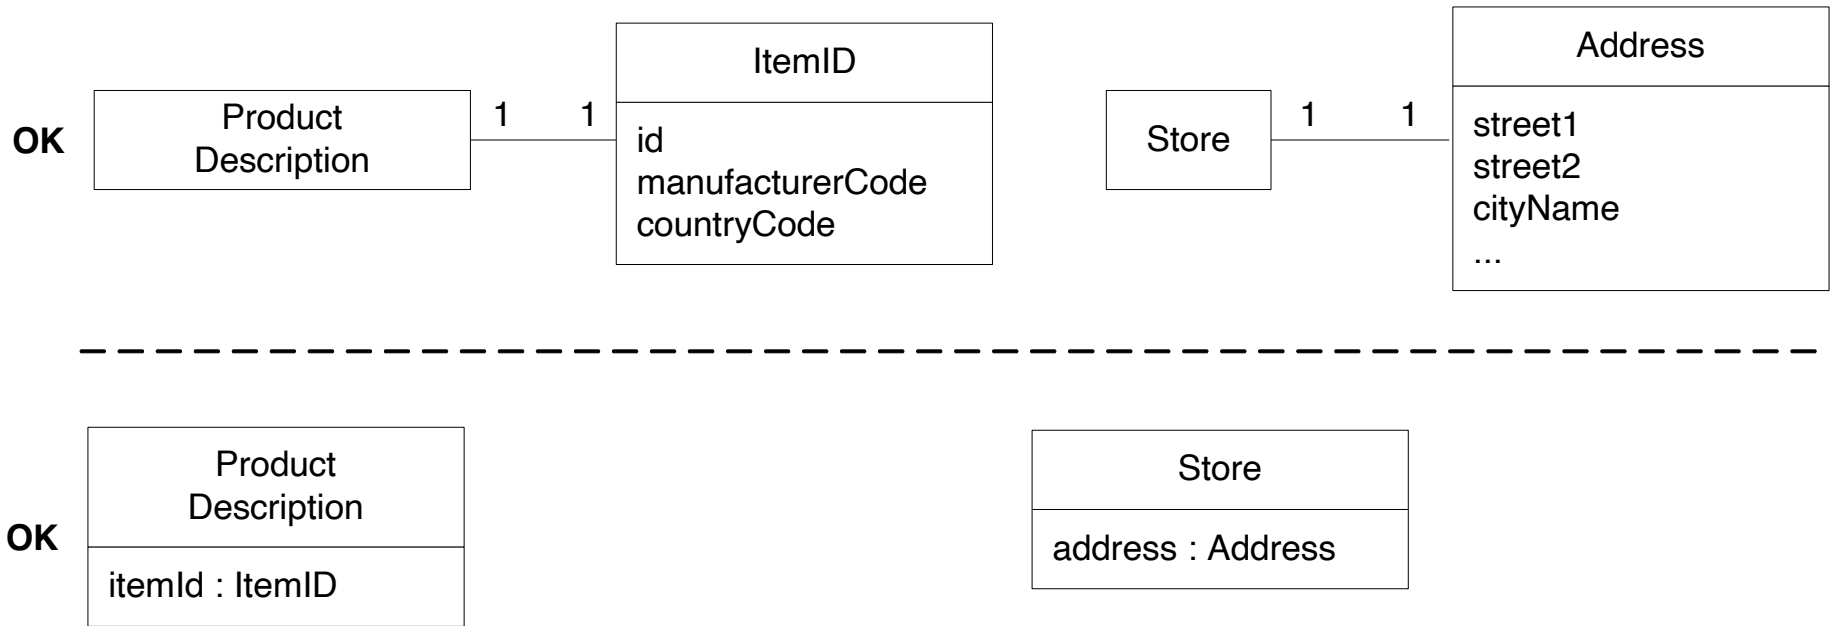 OK
Product
Description
1 1
ItemID
id
manufacturerCode
countryCode
Store
1 1
Address
street1
street2
cityName
...
OK
Product
Description
itemId : ItemID
Store
address : Address